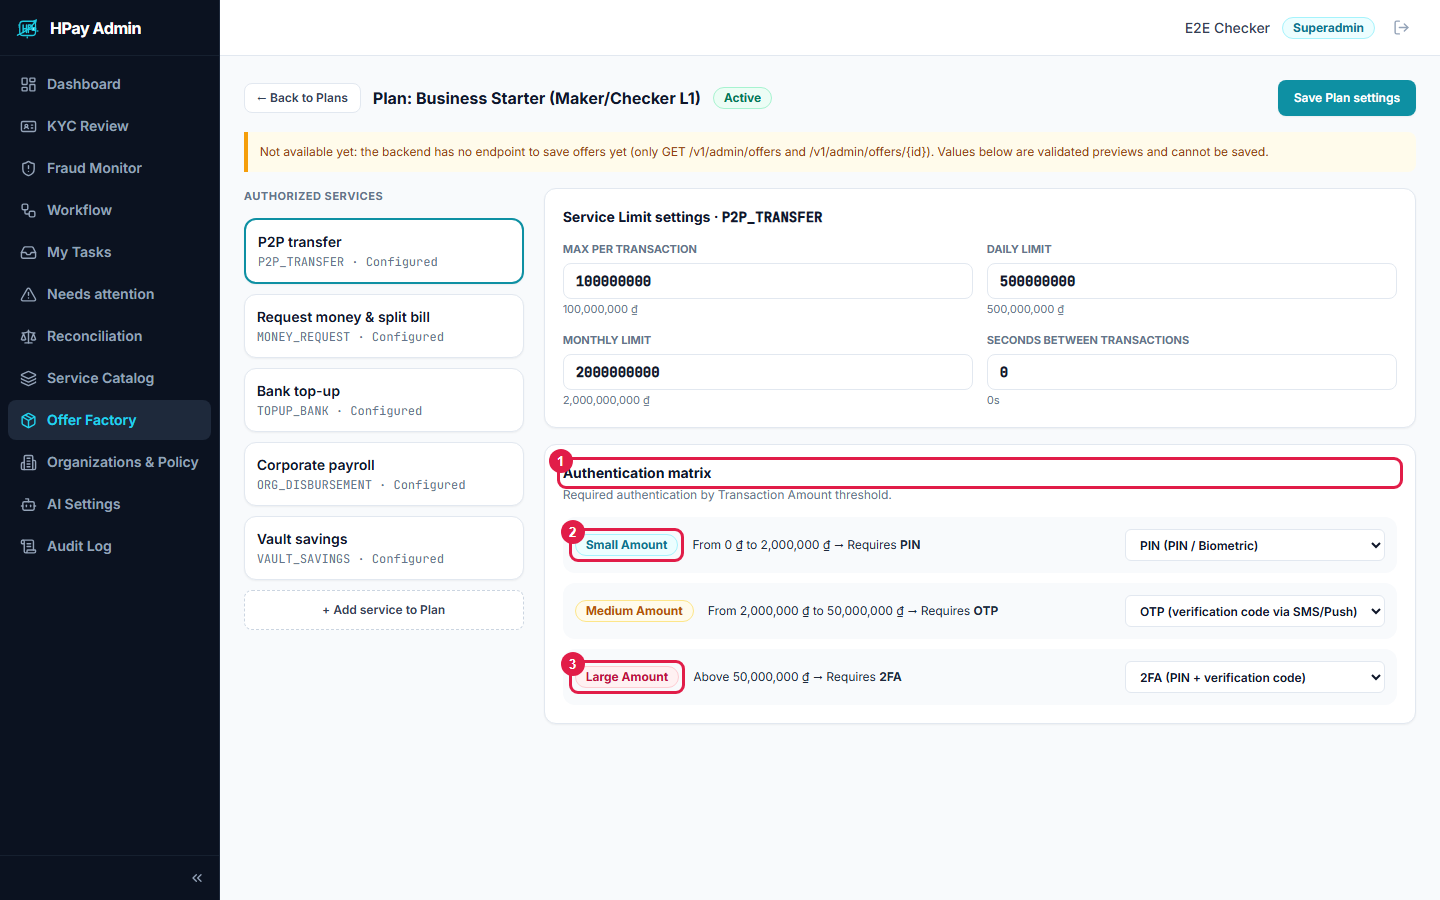 HPay Admin
E2E Checker
Superadmin
Dashboard
KYC Review
Fraud Monitor
Workflow
My Tasks
Needs attention
Reconciliation
Service Catalog
Offer Factory
Organizations & Policy
AI Settings
Audit Log
«
← Back to Plans
Plan: Business Starter (Maker/Checker L1)
Active
Save Plan settings
Not available yet: the backend has no endpoint to save offers yet (only GET /v1/admin/offers and /v1/admin/offers/{id}). Values below are validated previews and cannot be saved.
AUTHORIZED SERVICES
P2P transfer
P2P_TRANSFER · Configured
Request money & split bill
MONEY_REQUEST · Configured
Bank top-up
TOPUP_BANK · Configured
Corporate payroll
ORG_DISBURSEMENT · Configured
Vault savings
VAULT_SAVINGS · Configured
+ Add service to Plan
Service Limit settings · P2P_TRANSFER
MAX PER TRANSACTION
100000000
100,000,000 ₫
DAILY LIMIT
500000000
500,000,000 ₫
MONTHLY LIMIT
2000000000
2,000,000,000 ₫
SECONDS BETWEEN TRANSACTIONS
0
0s
1
Authentication matrix
Required authentication by Transaction Amount threshold.
2
Small Amount From 0 ₫ to 2,000,000 ₫ → Requires PIN
PIN (PIN / Biometric)
Medium Amount From 2,000,000 ₫ to 50,000,000 ₫ → Requires OTP
OTP (verification code via SMS/Push)
3
Large Amount Above 50,000,000 ₫ → Requires 2FA
2FA (PIN + verification code)